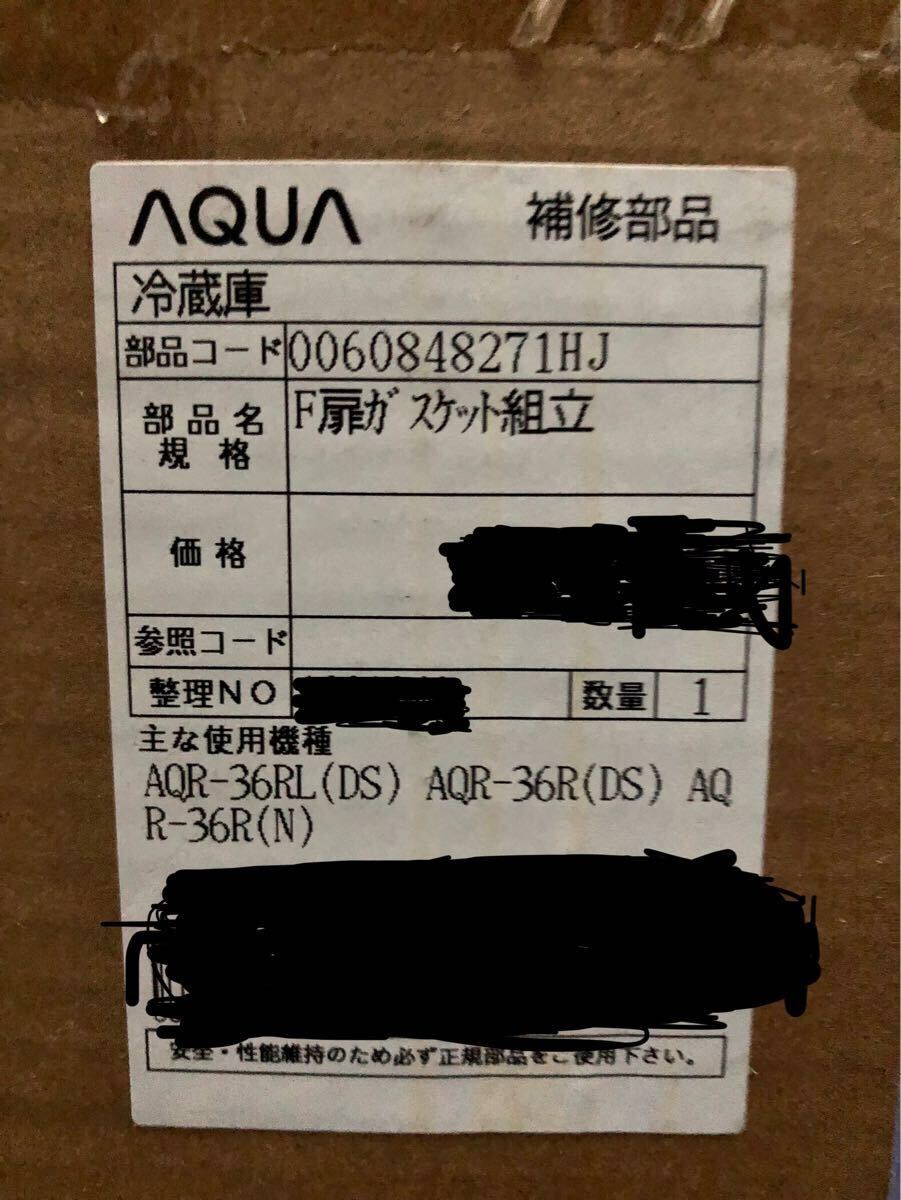 AQUA 補修部品
冷蔵庫
部品コード 0060848271HJ
部品名 F扉ガスケット組立
規格
価格
参照コード
整理NO 数量 1
主な使用機種
AQR-36RL(DS) AQR-36R(DS) AQ
R-36R(N)
安全・性能維持のため必ず正規部品をご使用下さい。